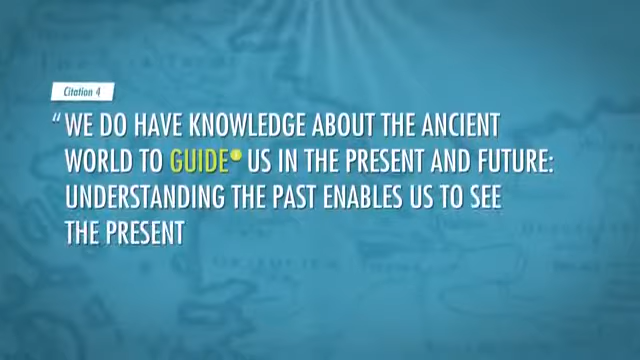 Citation 4
“WE DO HAVE KNOWLEDGE ABOUT THE ANCIENT
WORLD TO GUIDE® US IN THE PRESENT AND FUTURE:
UNDERSTANDING THE PAST ENABLES US TO SEE
THE PRESENT